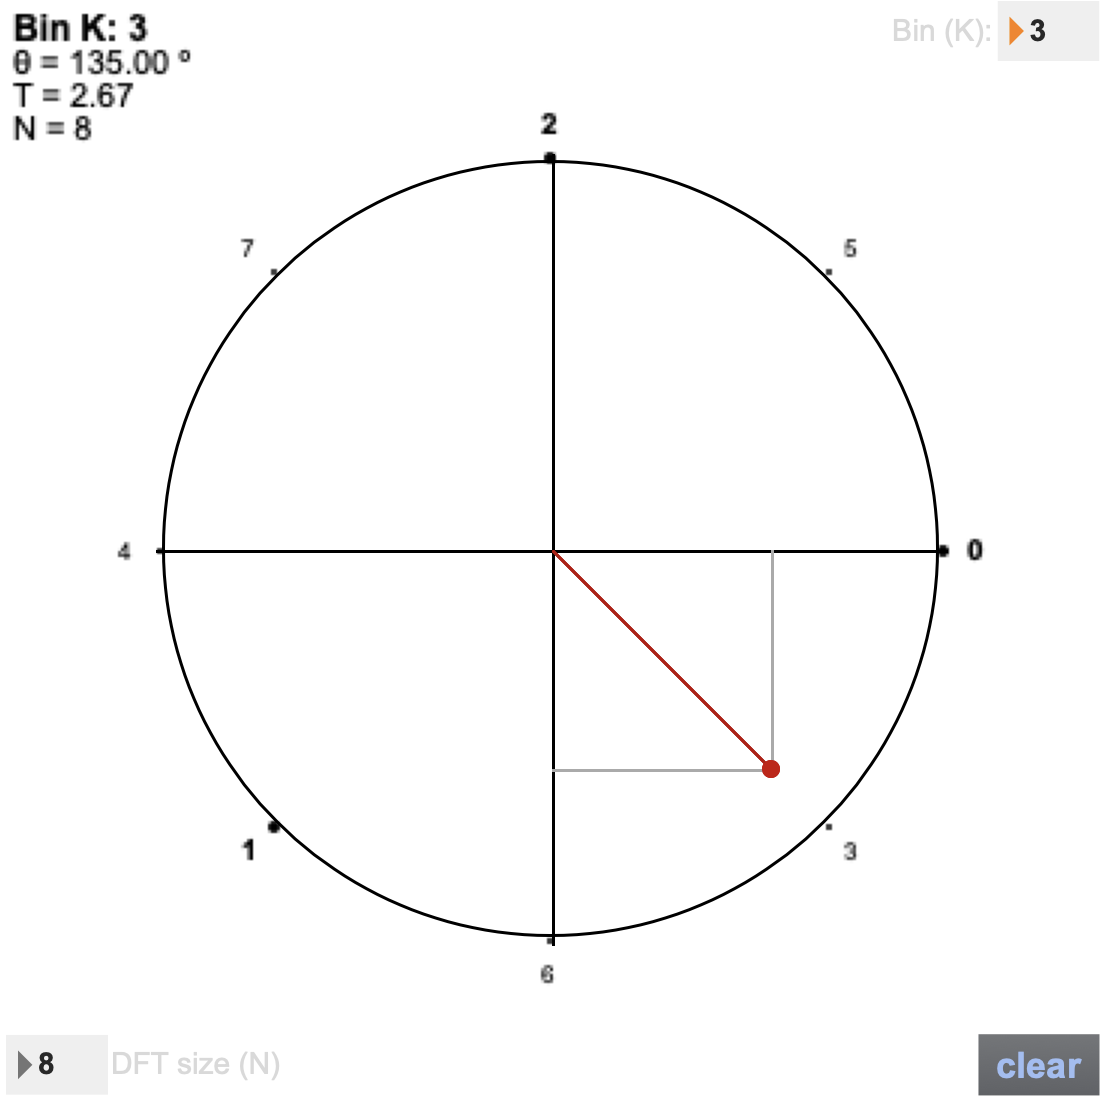 Bin K: 3
Bin (K): 3
θ = 135.00 º
T = 2.67
N = 8
2
7
5
4
0
1
3
6
8 DFT size (N)
clear